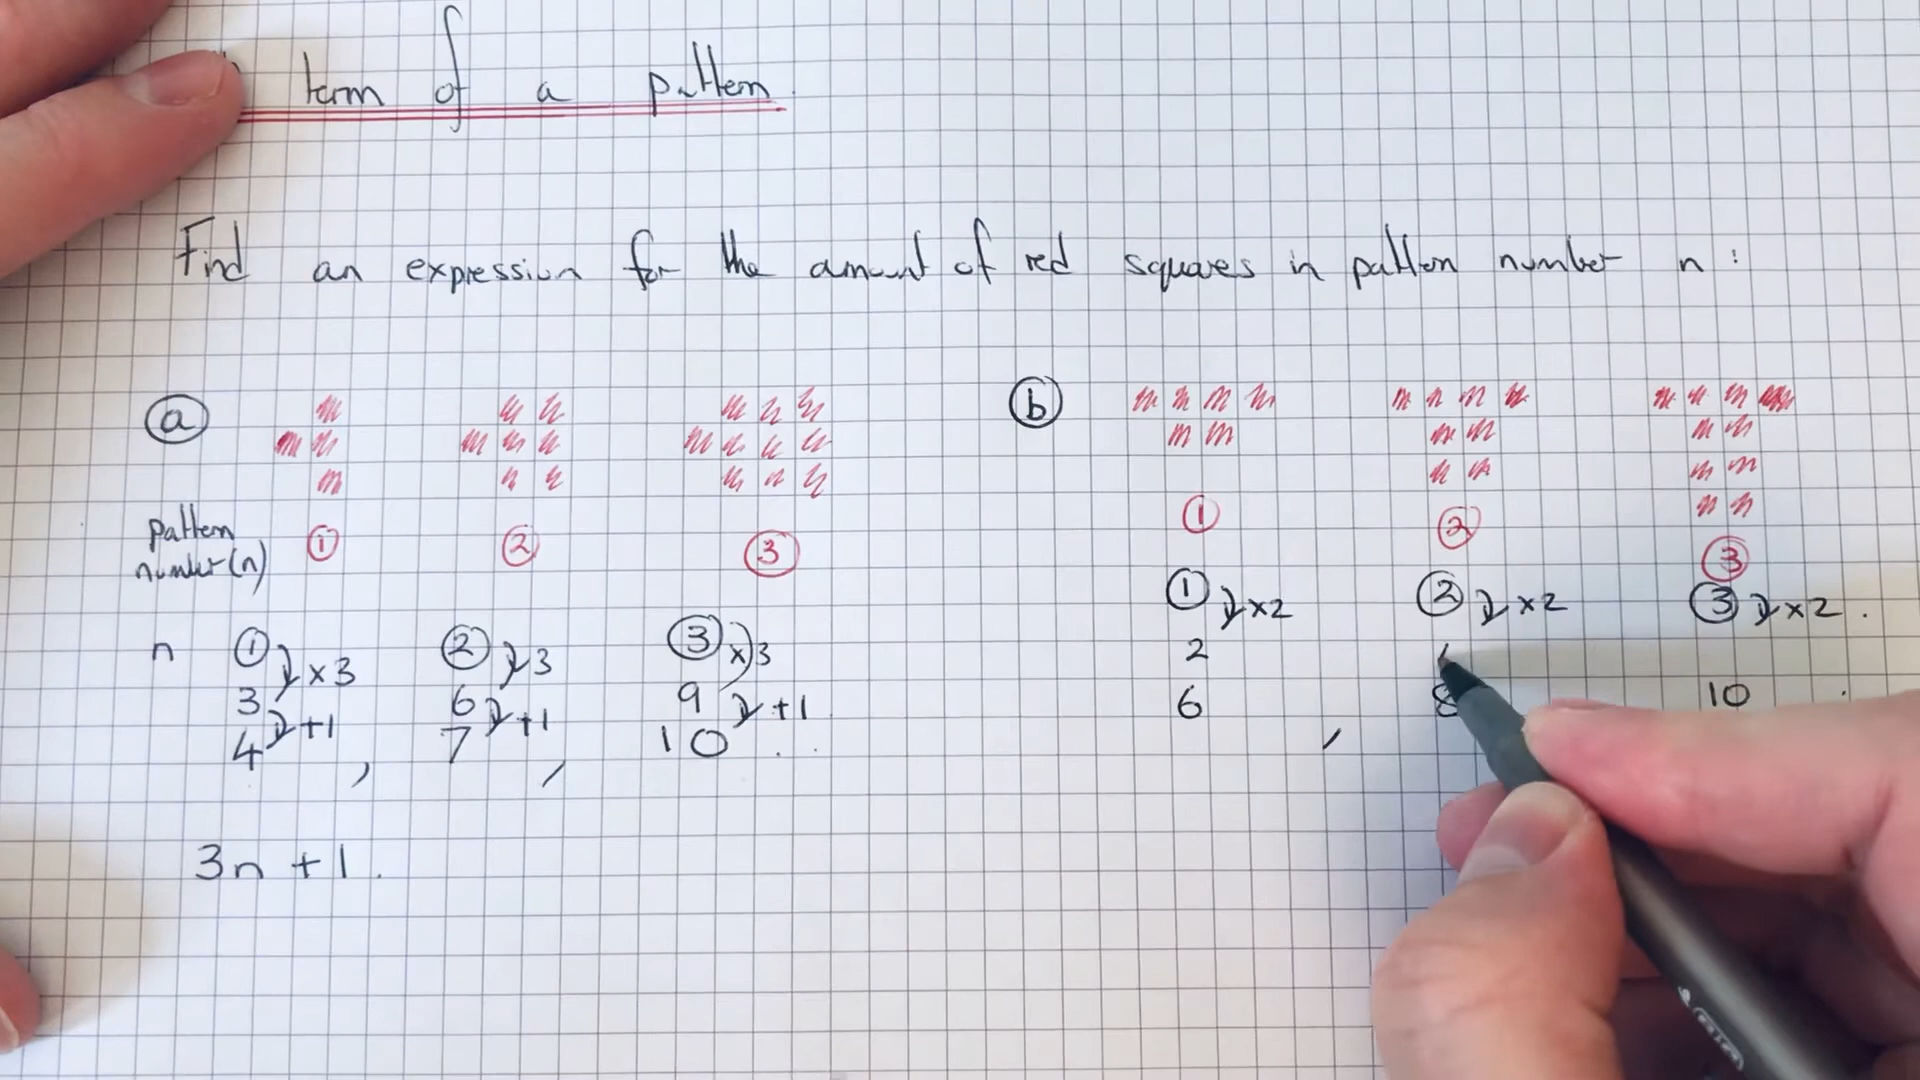 term of a pattern
Find an expression for the amount of red squares in pattern number n :
a
b
pattern number(n)
1 2 3
1 2 3
n 1 ×3 2 3 3 ×3
3 +1 6 +1 9 +1
4 , 7 , 10 . .
1 ×2 2 ×2 3 ×2 .
2
6 , 8 10 .
3n + 1 .